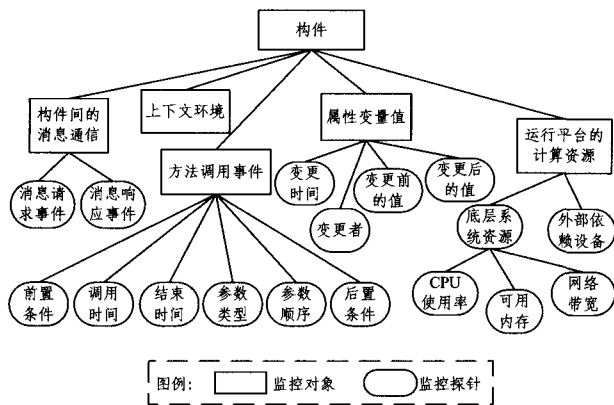 构件
构件间的
消息通信
上下文环境
方法调用事件
属性变量值
运行平台的
计算资源
消息请
求事件
消息响
应事件
变更
时间
变更者
变更前
的值
变更后
的值
底层系
统资源
外部依
赖设备
前置
条件
调用
时间
结束
时间
参数
类型
参数
顺序
后置
条件
CPU
使用率
可用
内存
网络
带宽
图例:
监控对象
监控探针